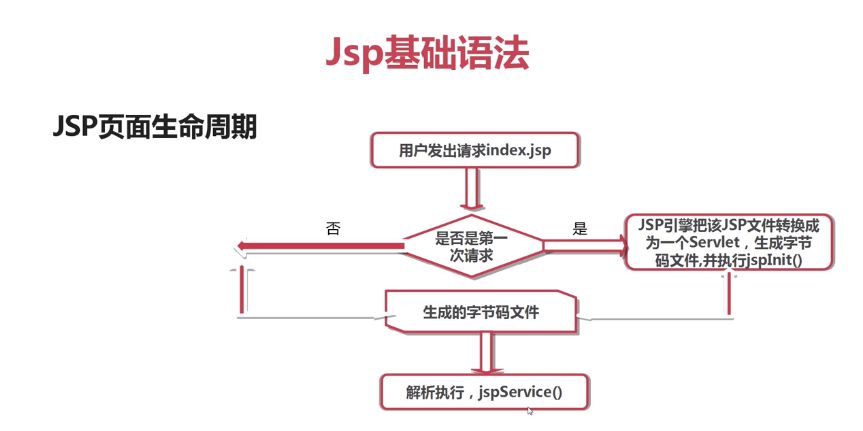 Jsp基础语法
JSP页面生命周期
用户发出请求index.jsp
否
是
是否是第一
次请求
JSP引擎把该JSP文件转换成
为一个Servlet，生成字节
码文件,并执行jspInit()
生成的字节码文件
解析执行，jspService()